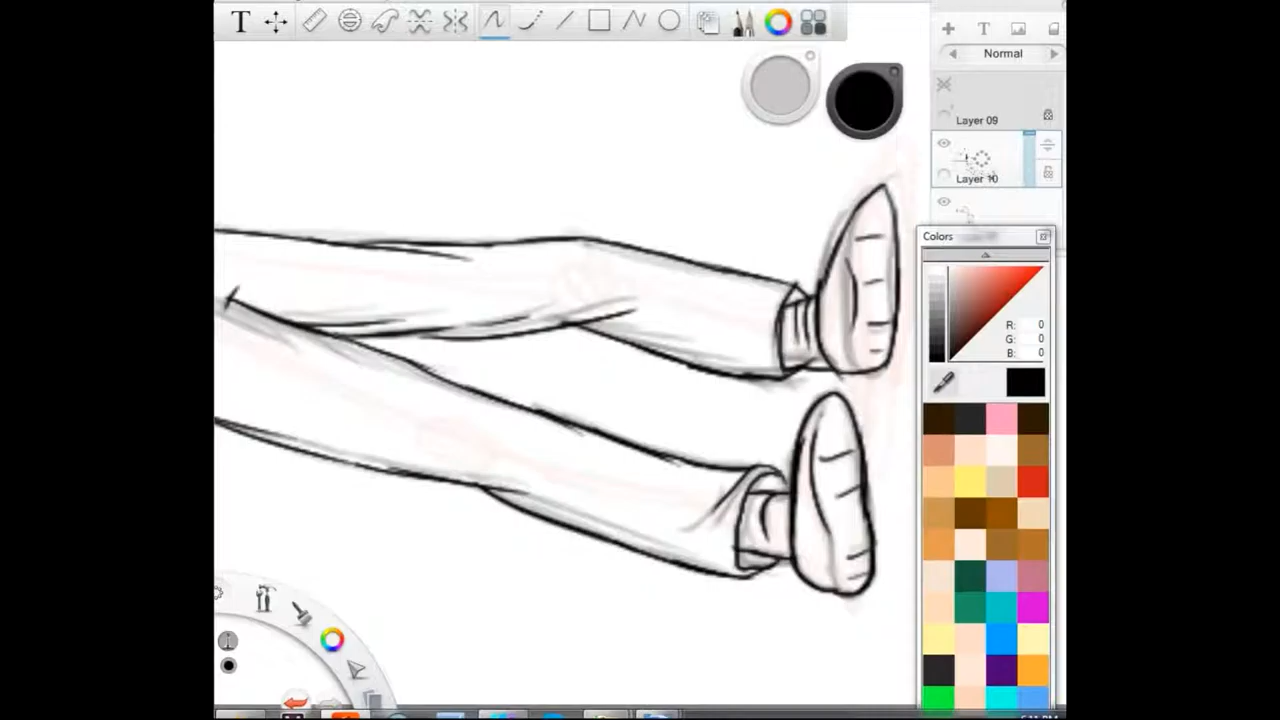 T
T
Normal
Layer 09
Layer 10
Colors
R: 0
G: 0
B: 0